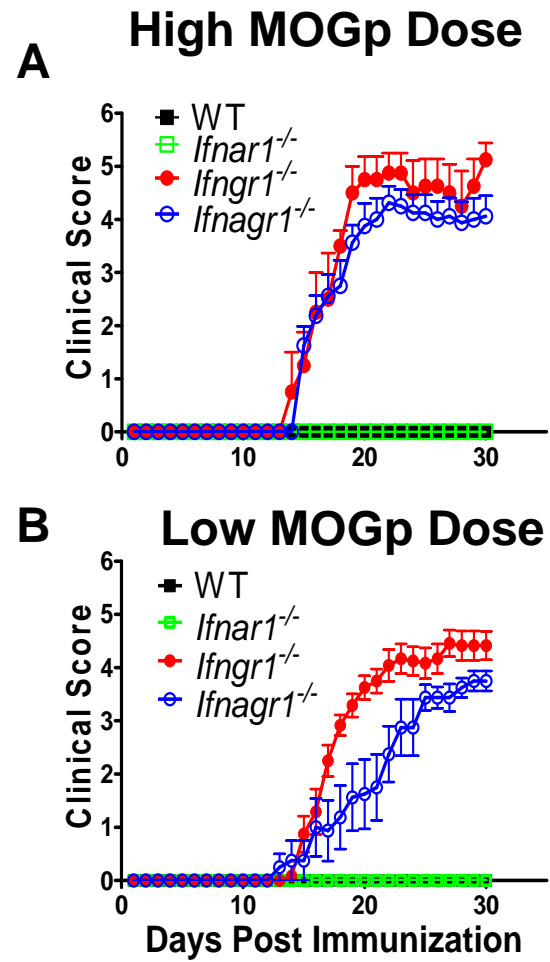 High MOGp Dose
A
6
5
4
3
2
1
0
Clinical Score
WT
Ifnar1-/-
Ifngr1-/-
Ifnagr1-/-
0
10
20
30
B
Low MOGp Dose
6
5
4
3
2
1
0
Clinical Score
WT
Ifnar1-/-
Ifngr1-/-
Ifnagr1-/-
0
10
20
30
Days Post Immunization